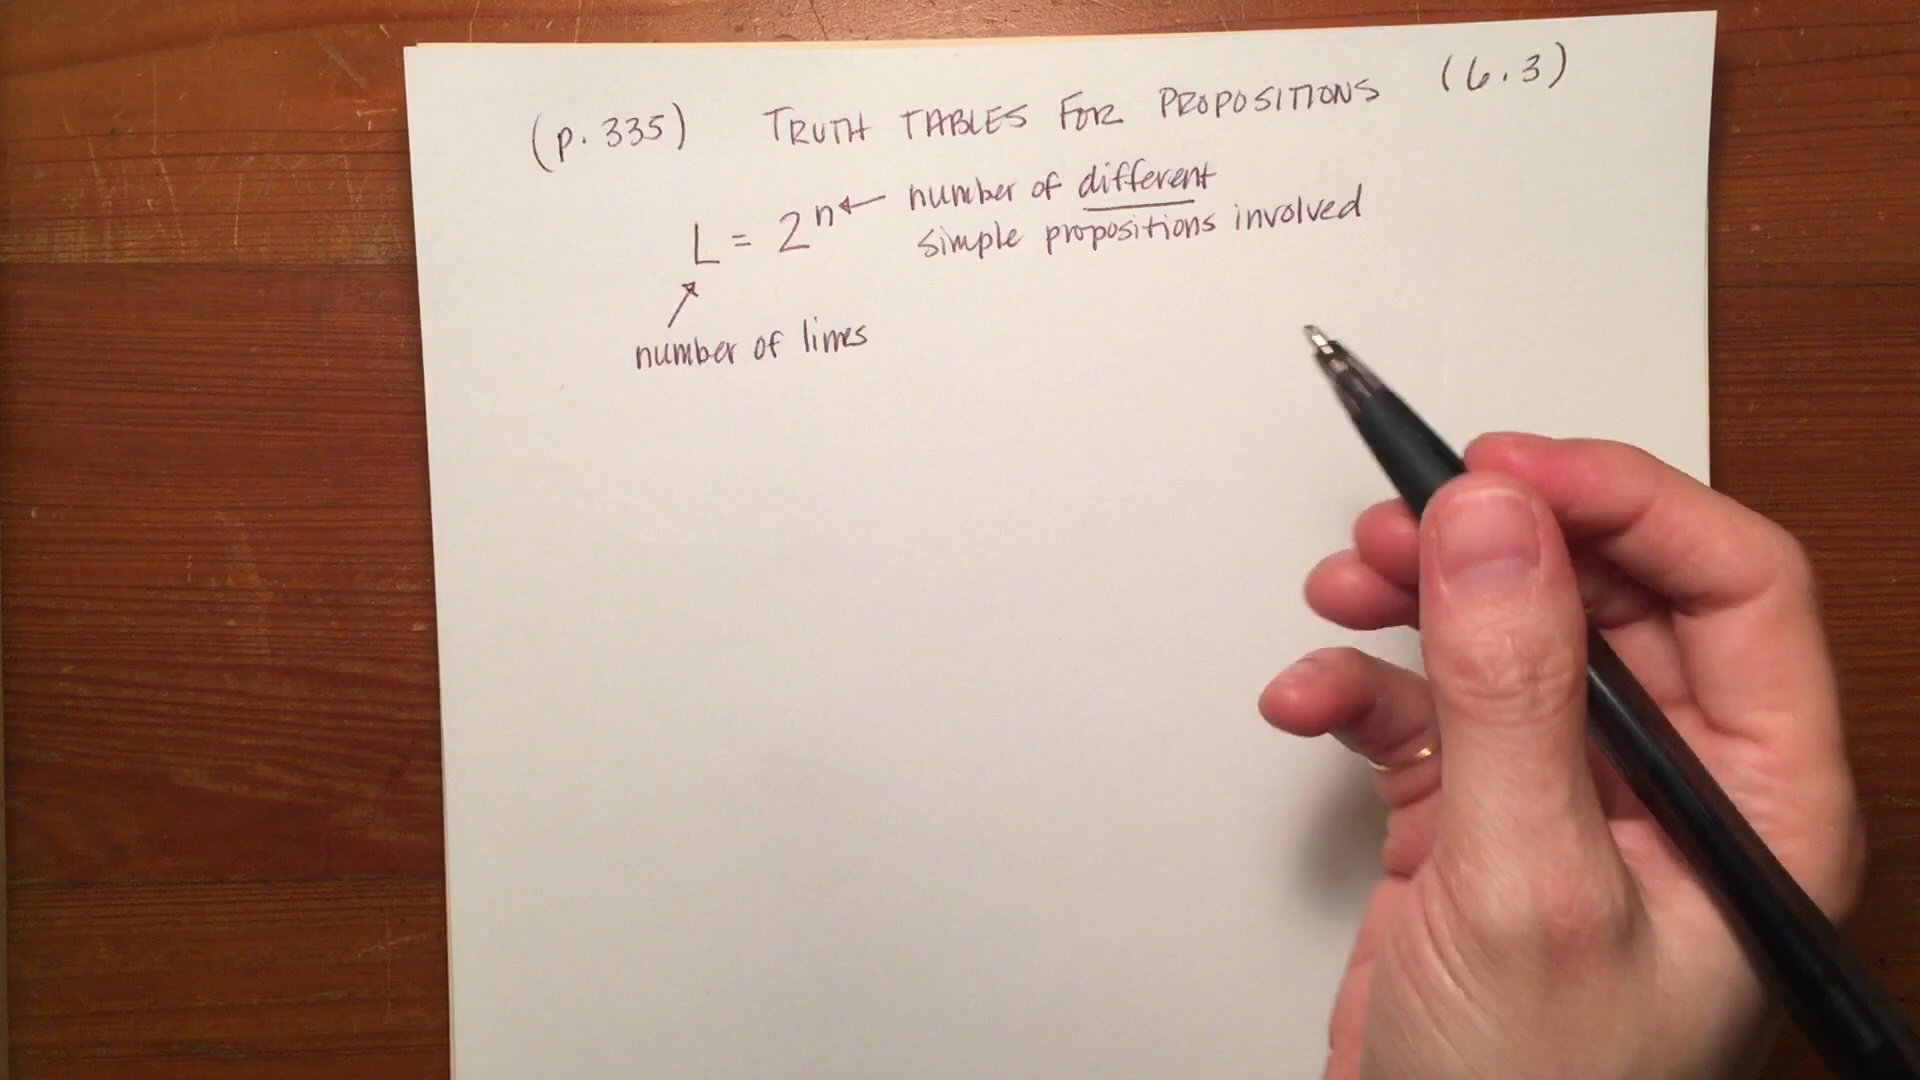 (p. 335) TRUTH TABLES FOR PROPOSITIONS (6.3)
L = 2ⁿ ← number of different
simple propositions involved
number of lines